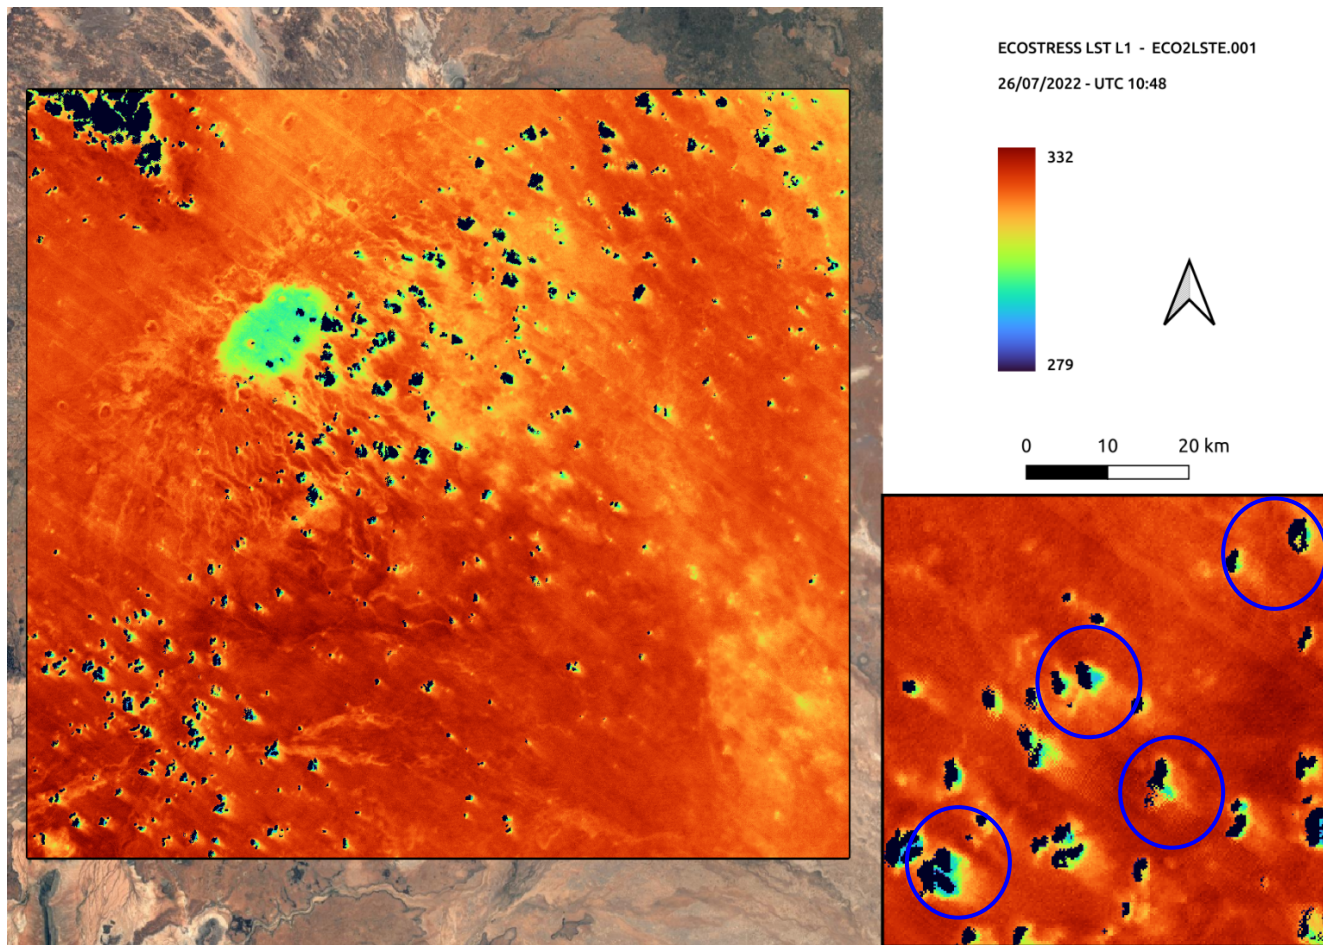 ECOSTRESS LST L1 - ECO2LSTE.001
26/07/2022 - UTC 10:48
332
279
0 10 20 km